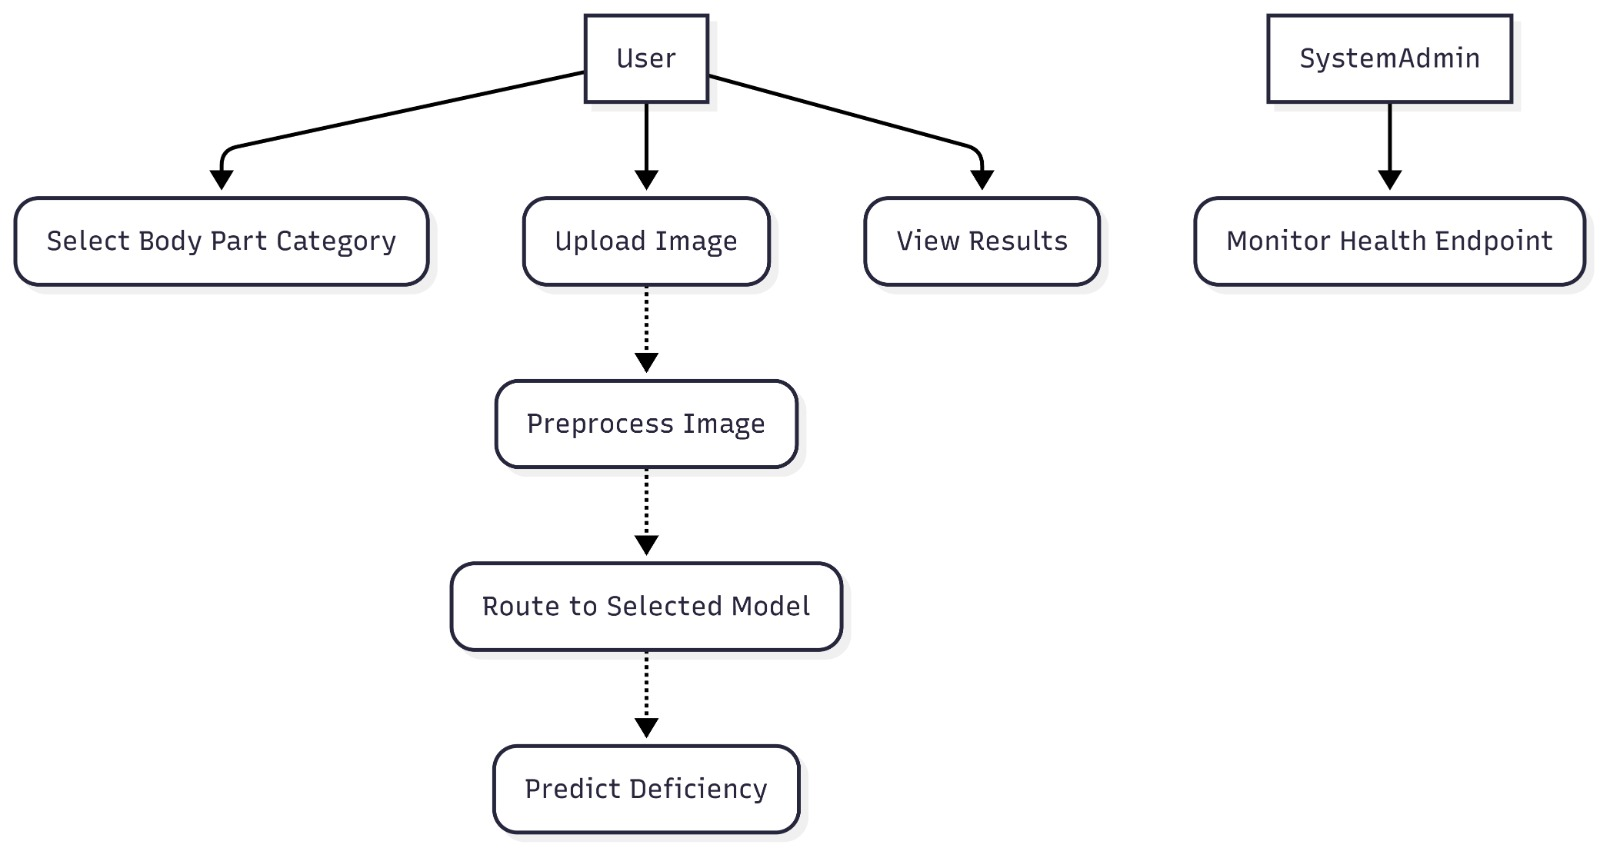 User
SystemAdmin
Select Body Part Category
Upload Image
View Results
Monitor Health Endpoint
Preprocess Image
Route to Selected Model
Predict Deficiency